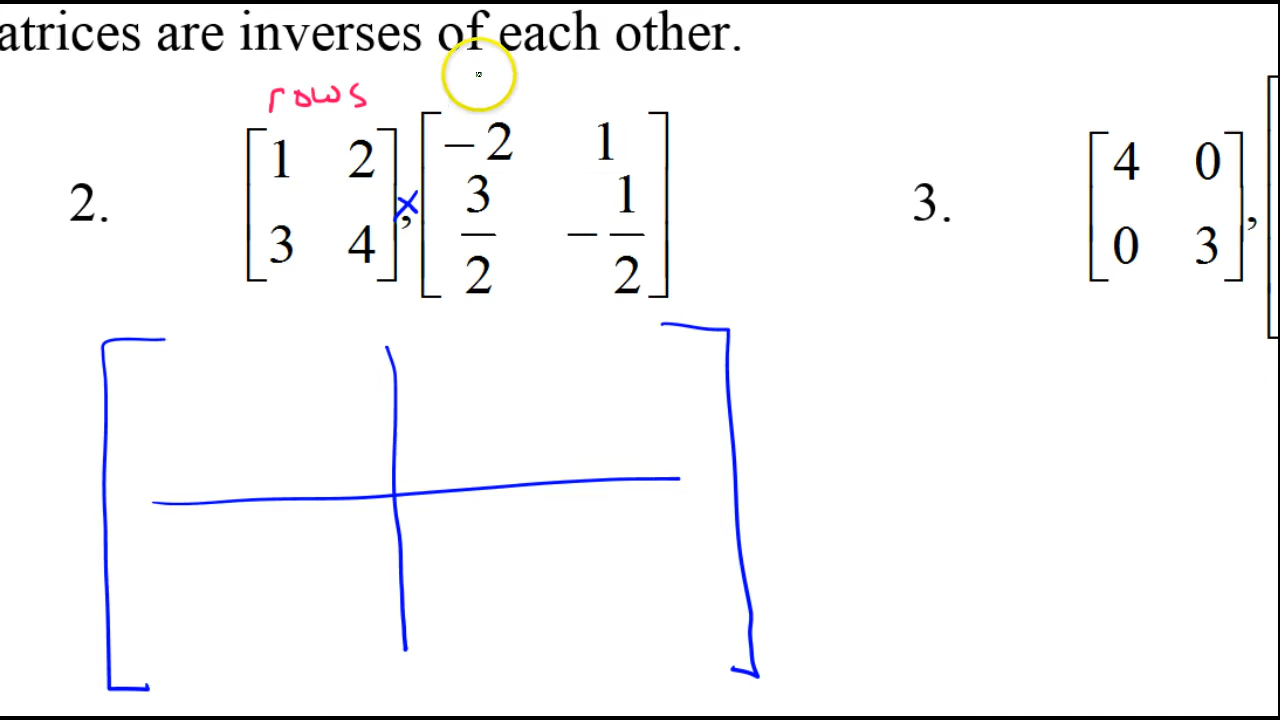 atrices are inverses of each other.
rows
2. [1 2 3 4], × [-2 1 3/2 -1/2]
3. [4 0 0 3], [